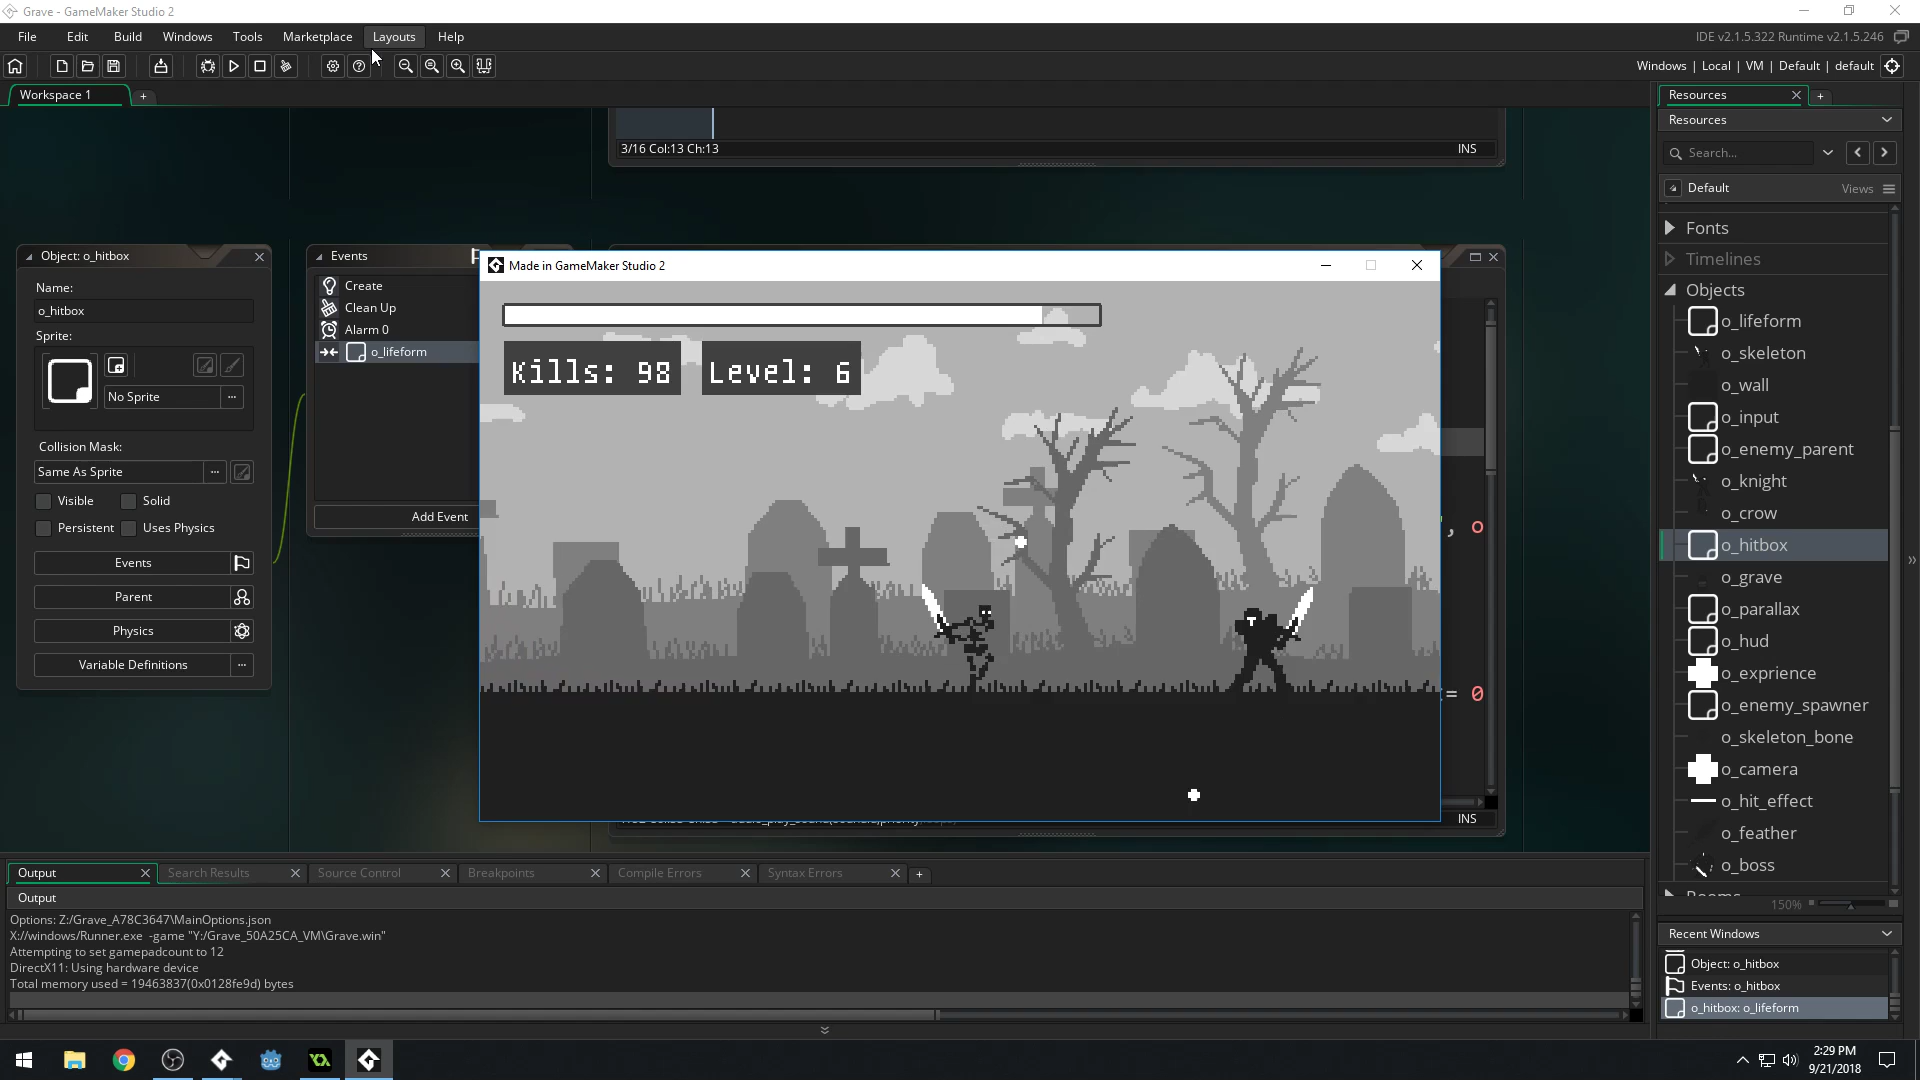 Grave - GameMaker Studio 2
File Edit Build Windows Tools Marketplace Layouts Help
IDE v2.1.5.322 Runtime v2.1.5.246
Windows | Local | VM | Default | default
Workspace 1
3/16 Col:13 Ch:13
INS
Object: o_hitbox
Name:
o_hitbox
Sprite:
No Sprite
Collision Mask:
Same As Sprite
Visible
Solid
Persistent
Uses Physics
Events
Parent
Physics
Variable Definitions
Events
Create
Clean Up
Alarm 0
o_lifeform
Add Event
Made in GameMaker Studio 2
Kills: 98
Level: 6
, o
= 0
INS
Resources
Resources
Search...
Default
Views
Fonts
Timelines
Objects
o_lifeform
o_skeleton
o_wall
o_input
o_enemy_parent
o_knight
o_crow
o_hitbox
o_grave
o_parallax
o_hud
o_exprience
o_enemy_spawner
o_skeleton_bone
o_camera
o_hit_effect
o_feather
o_boss
150%
Recent Windows
Object: o_hitbox
Events: o_hitbox
o_hitbox: o_lifeform
Output
Search Results
Source Control
Breakpoints
Compile Errors
Syntax Errors
Output
Options: Z:/Grave_A78C3647\MainOptions.json
X://windows/Runner.exe -game "Y:/Grave_50A25CA_VM\Grave.win"
Attempting to set gamepadcount to 12
DirectX11: Using hardware device
Total memory used = 19463837(0x0128fe9d) bytes
2:29 PM
9/21/2018